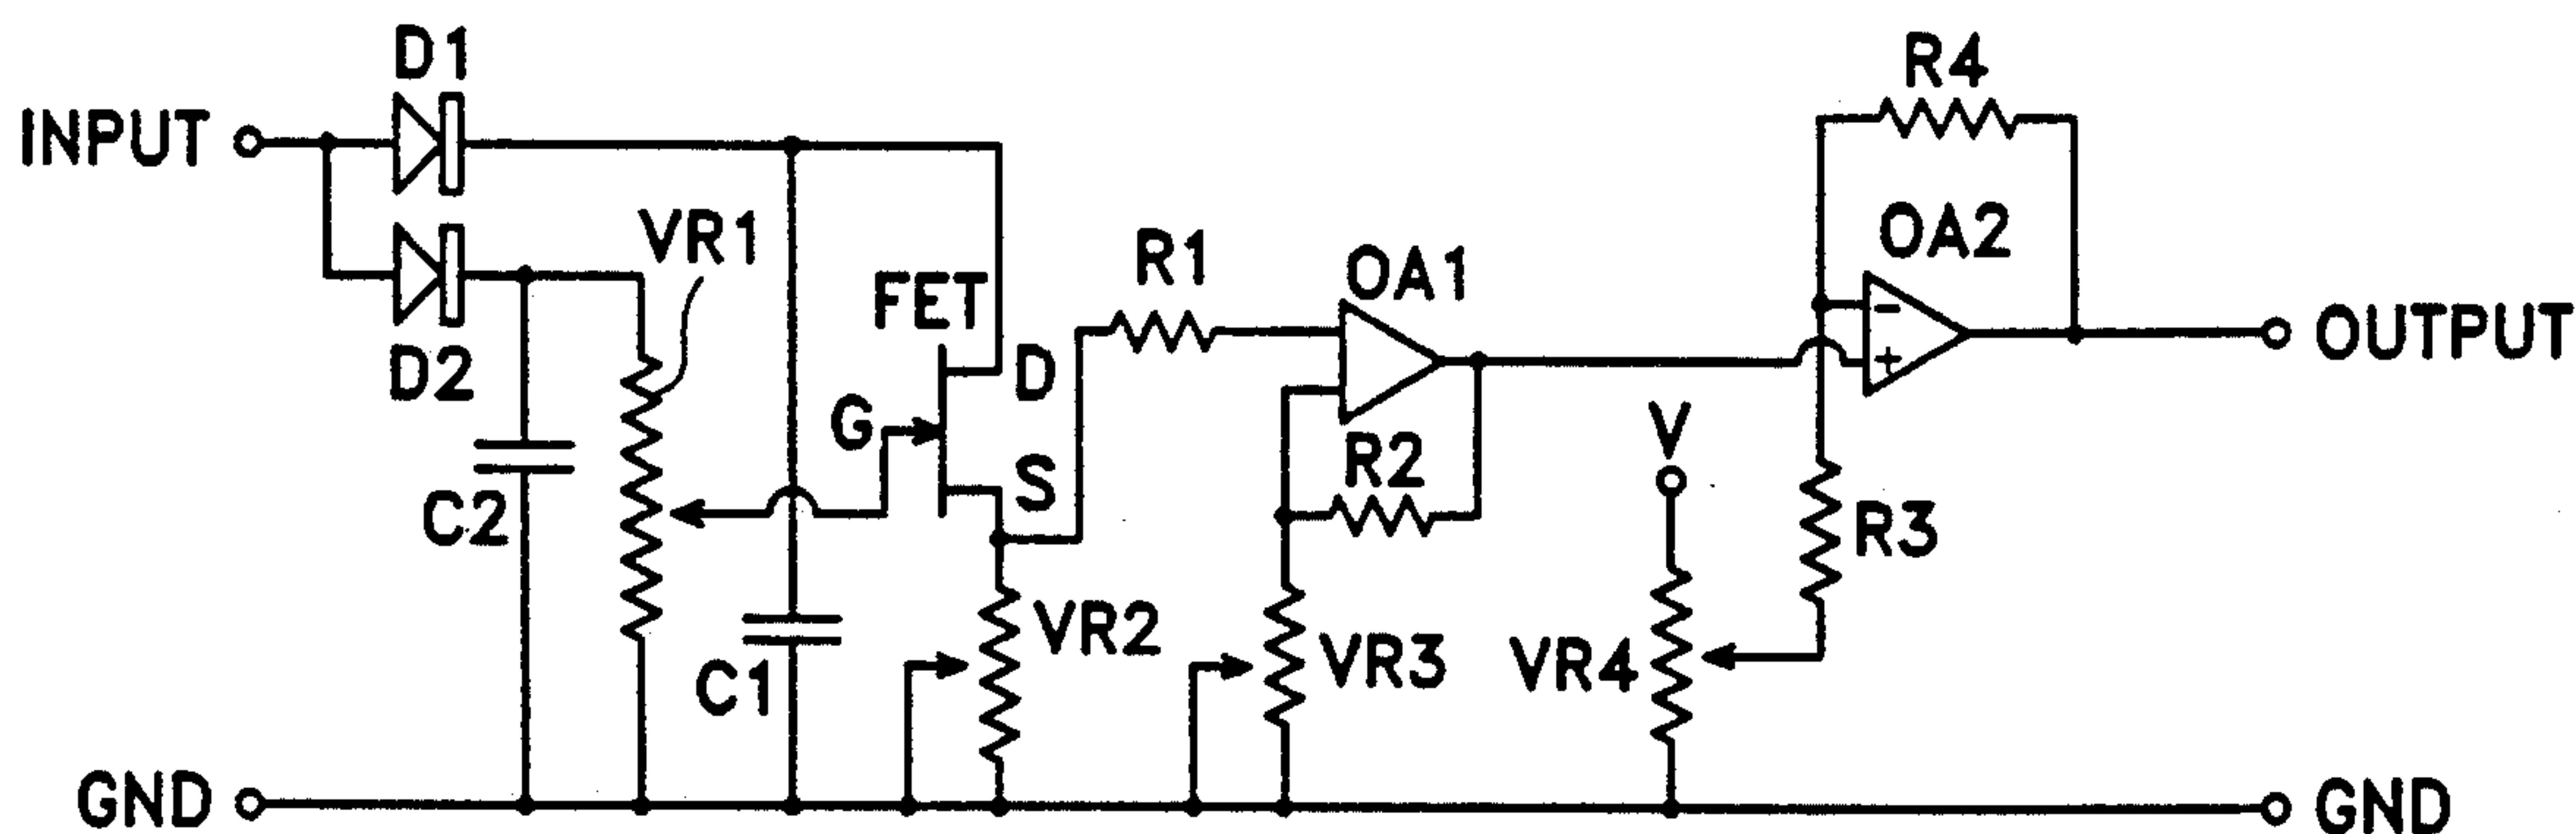 D1
R4
INPUT
VR1
OA2
R1
OA1
FET
D
OUTPUT
D2
G
V
S
R2
C2
R3
VR2
VR3
VR4
C1
GND
GND
-
+